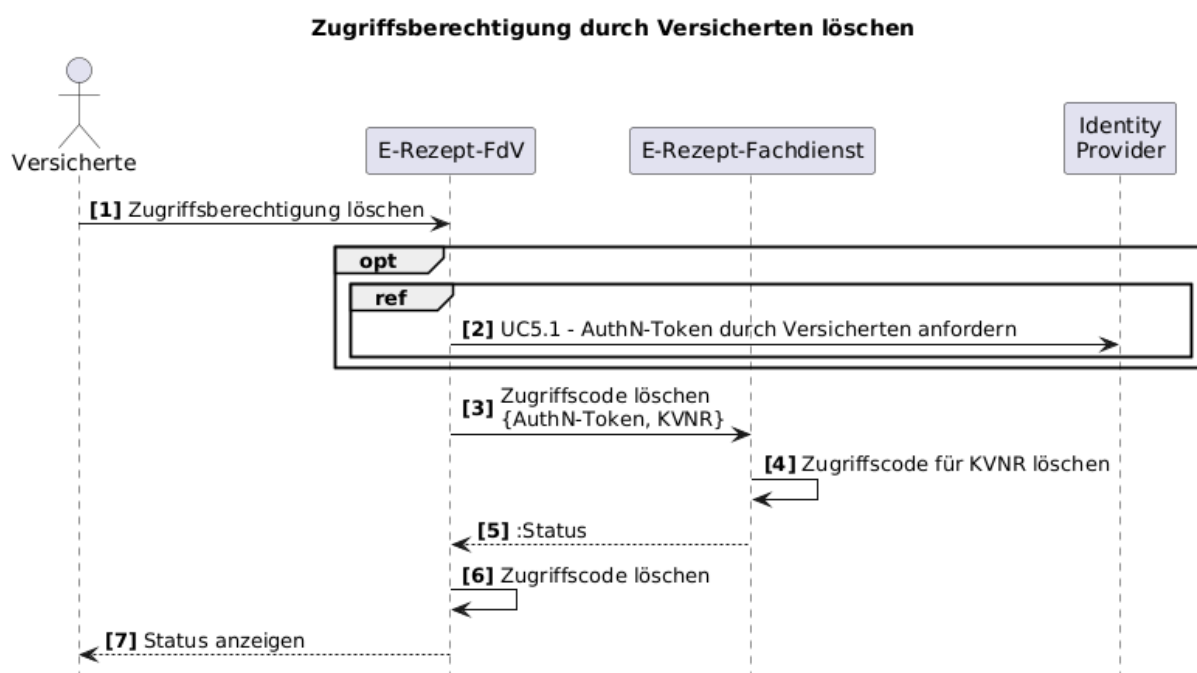 Zugriffsberechtigung durch Versicherten löschen
Versicherte
E-Rezept-FdV
E-Rezept-Fachdienst
Identity
Provider
[1] Zugriffsberechtigung löschen
opt
ref
[2] UC5.1 - AuthN-Token durch Versicherten anfordern
[3] Zugriffscode löschen
{AuthN-Token, KVNR}
[4] Zugriffscode für KVNR löschen
[5] :Status
[6] Zugriffscode löschen
[7] Status anzeigen